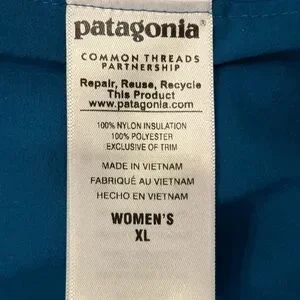 patagonia®
COMMON THREADS
PARTNERSHIP
Repair, Reuse, Recycle
This Product
www.patagonia.com
100% NYLON INSULATION
100% POLYESTER
EXCLUSIVE OF TRIM
MADE IN VIETNAM
FABRIQUÉ AU VIETNAM
HECHO EN VIETNAM
WOMEN'S
XL